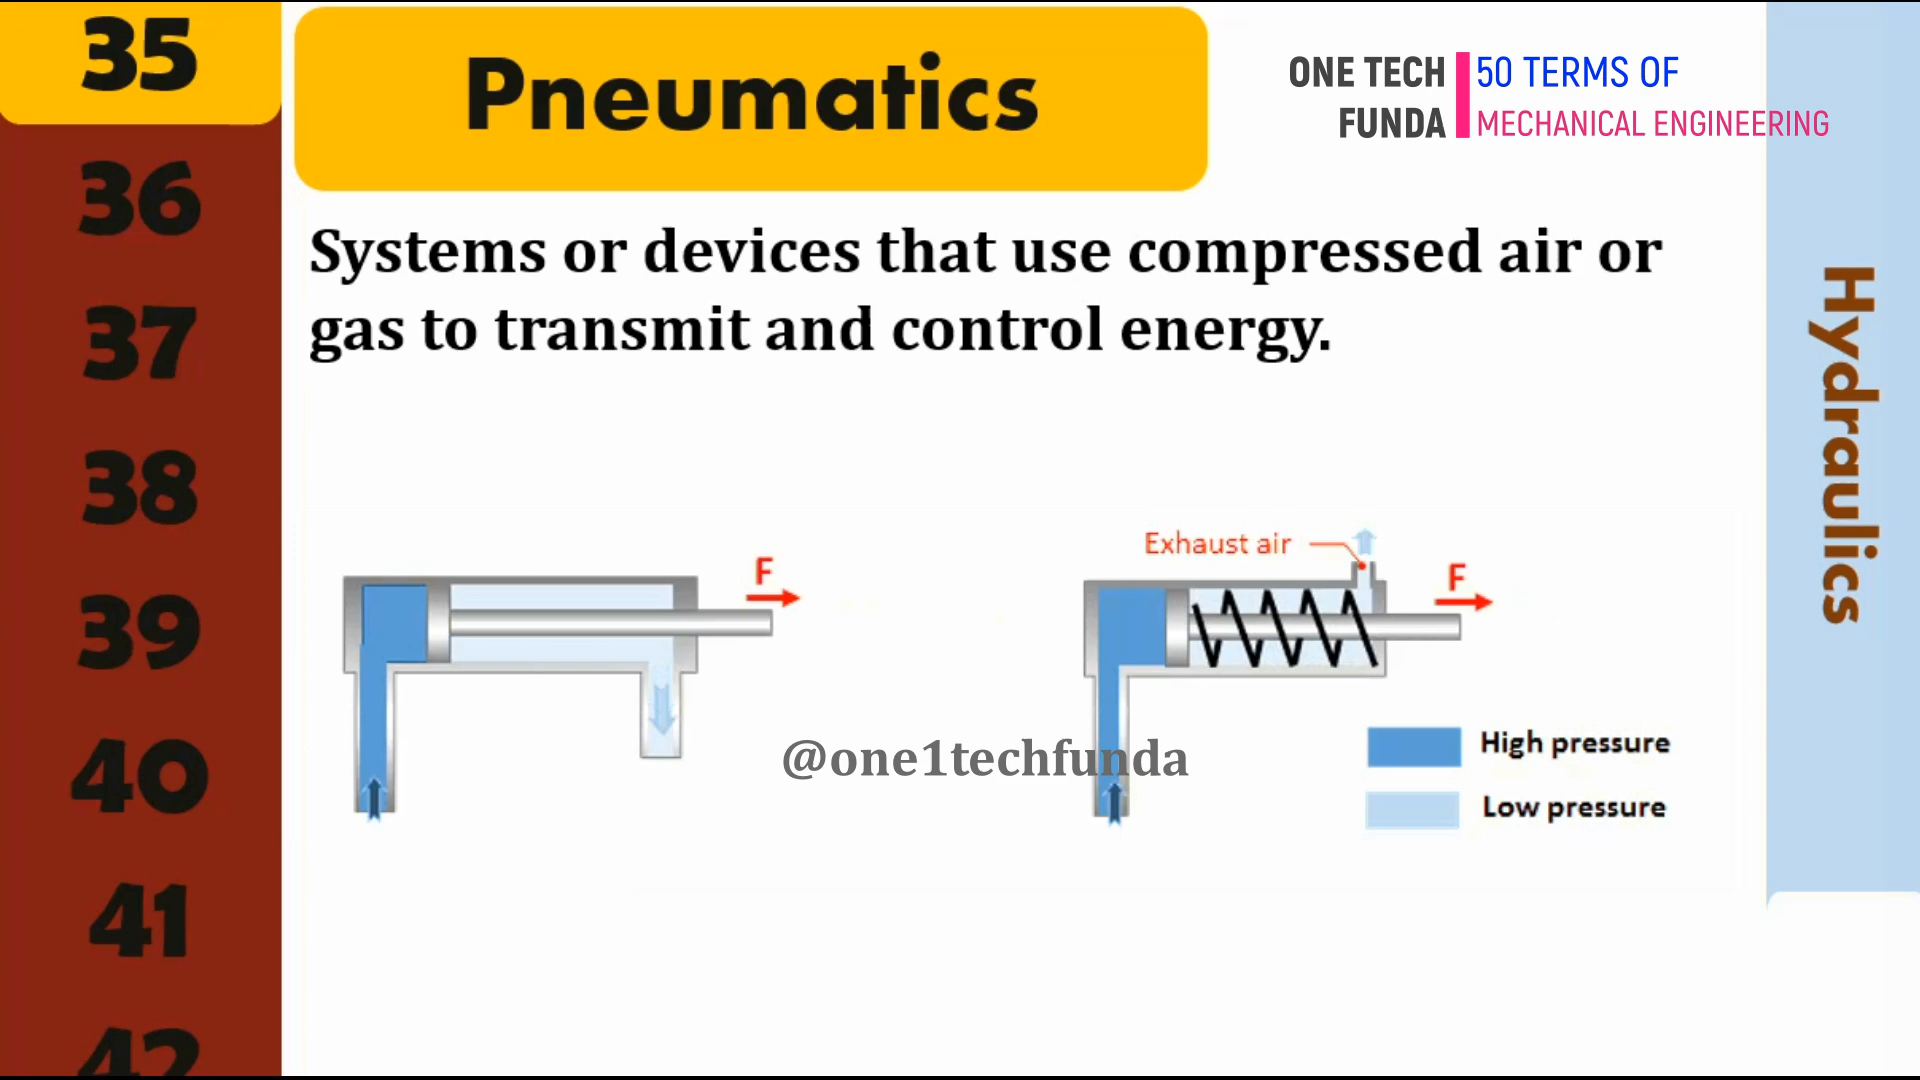 35
Pneumatics
ONE TECH
FUNDA
50 TERMS OF
MECHANICAL ENGINEERING
Systems or devices that use compressed air or
gas to transmit and control energy.
36
37
38
39
40
41
42
Hydraulics
F
Exhaust air
F
@one1techfunda
High pressure
Low pressure